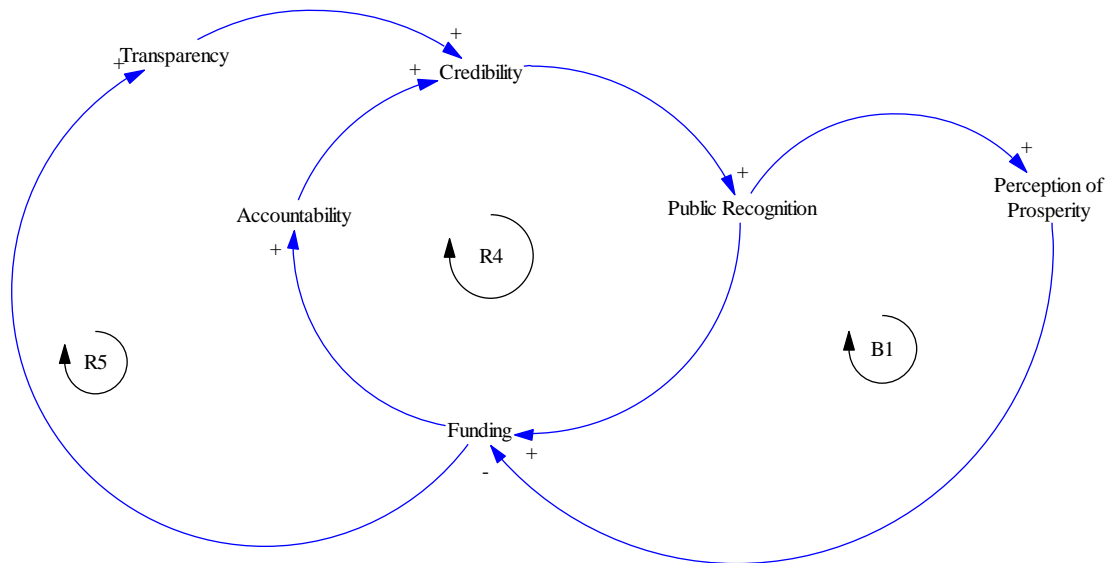 Transparency
+
+
Credibility
+
+
Perception of
Prosperity
+
Accountability
+
Public Recognition
+
R4
R5
B1
Funding
+
-